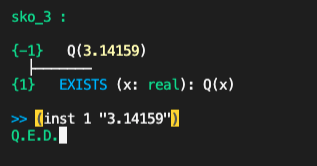 sko_3 :
{-1} Q(3.14159)
├──────
{1} EXISTS (x: real): Q(x)
>> (inst 1 "3.14159")
Q.E.D.